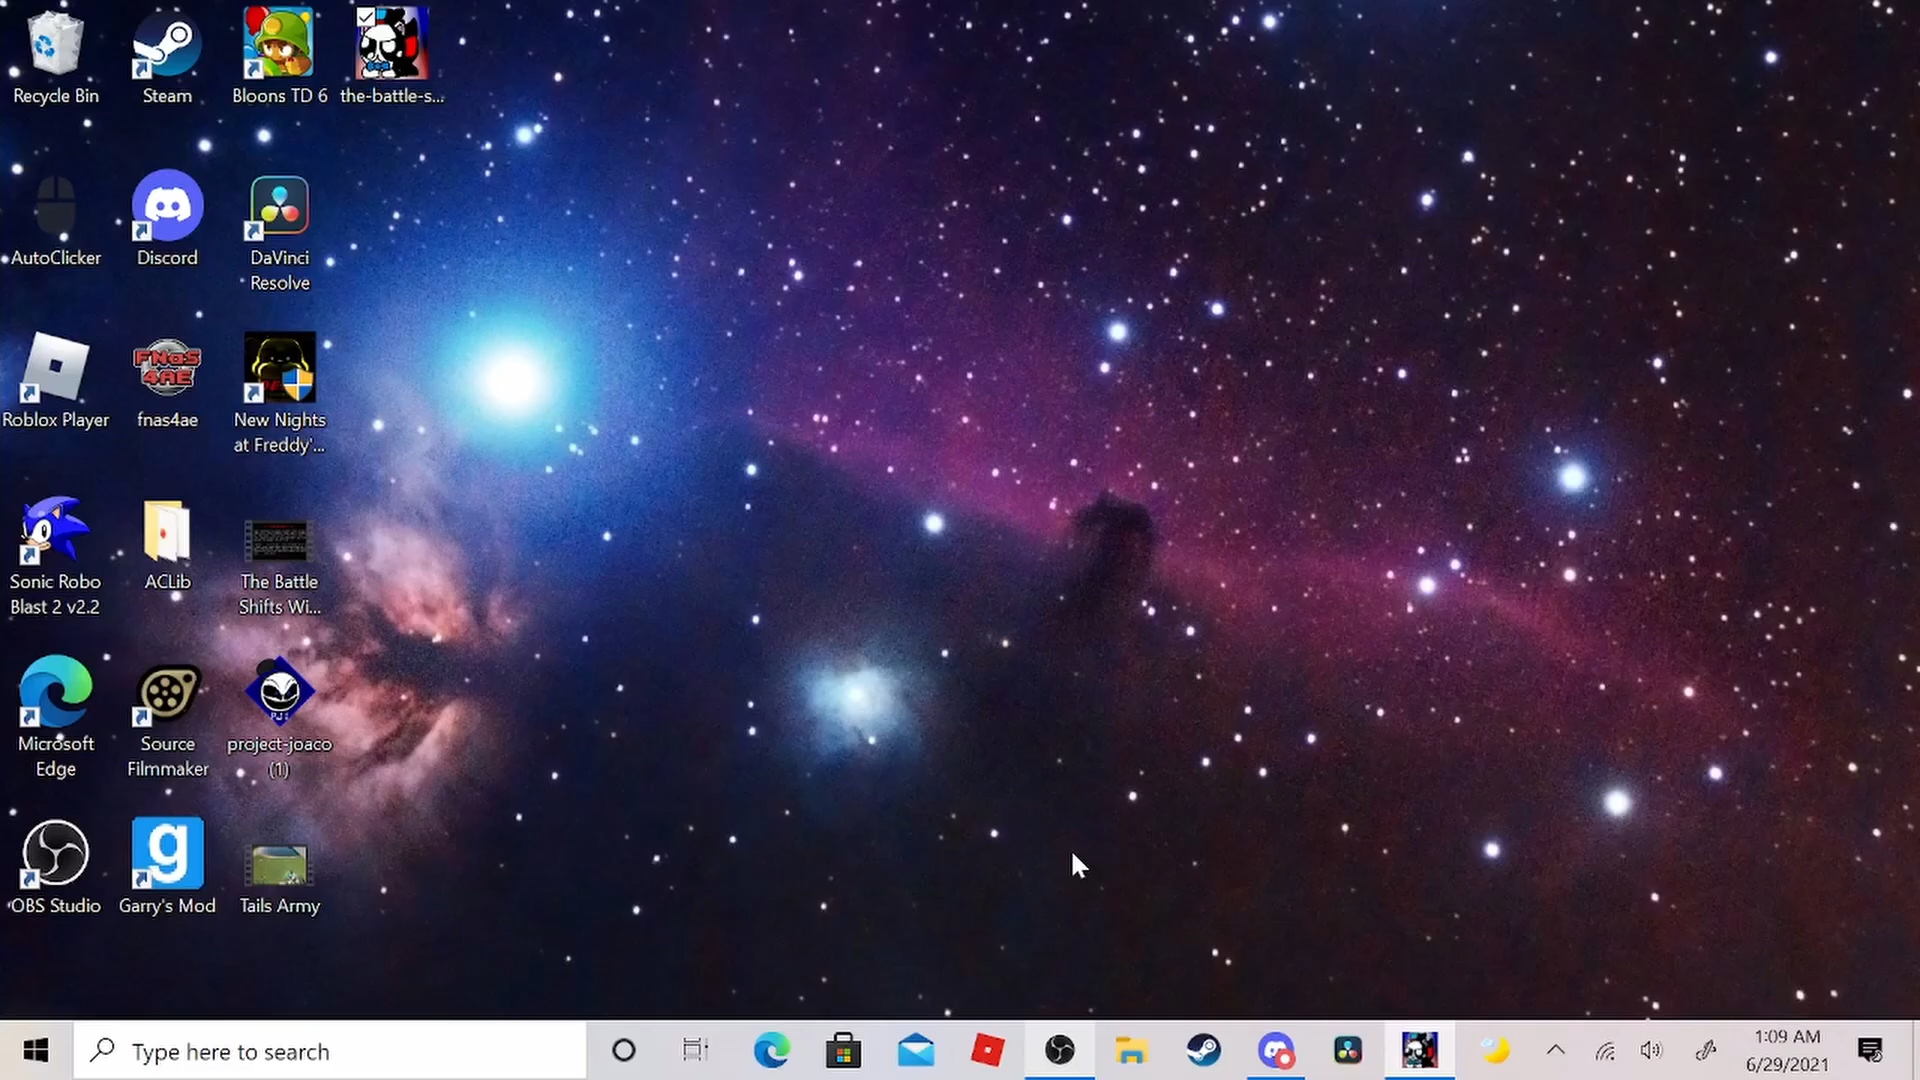 Recycle Bin
Steam
Bloons TD 6
the-battle-s...
AutoClicker
Discord
DaVinci
Resolve
Roblox Player
FNaS
4AE
fnas4ae
New Nights
at Freddy'...
Sonic Robo
Blast 2 v2.2
ACLib
The Battle
Shifts Wi...
Microsoft
Edge
Source
Filmmaker
project-joaco
(1)
OBS Studio
g
Garry's Mod
Tails Army
Type here to search
1:09 AM
6/29/2021